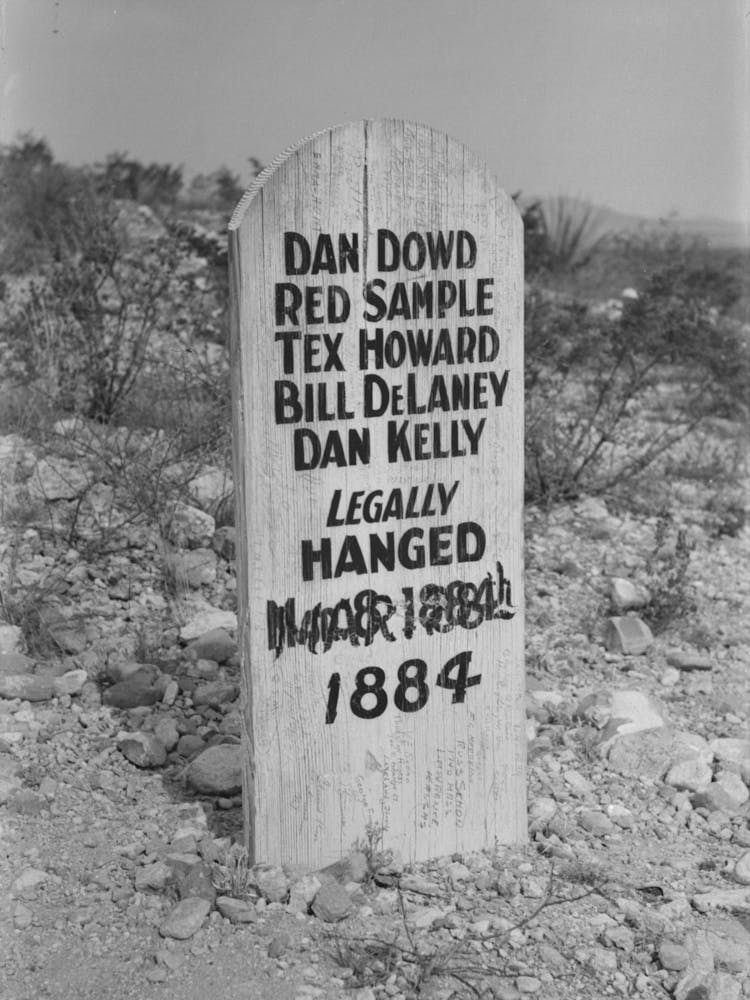 DAN DOWD
RED SAMPLE
TEX HOWARD
BILL DELANEY
DAN KELLY
LEGALLY
HANGED
1884